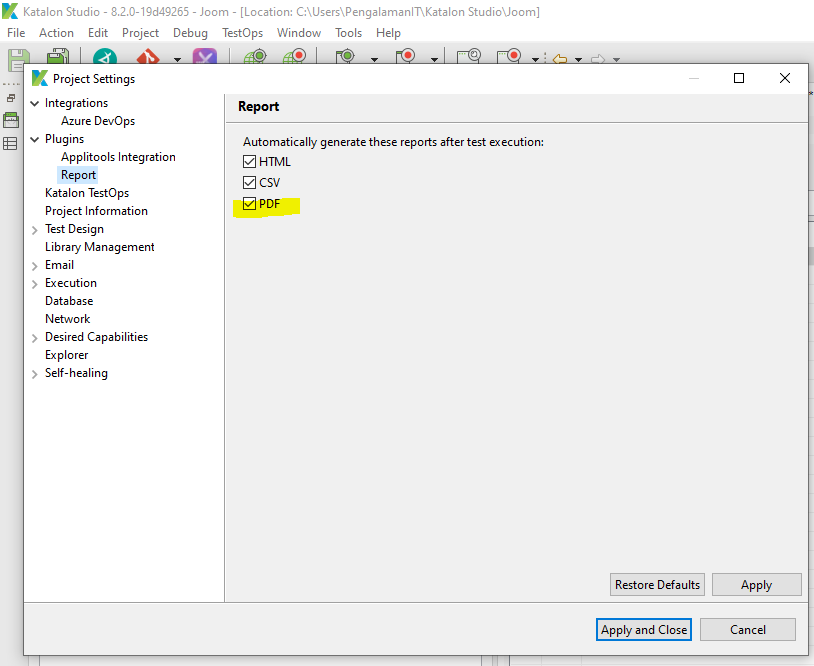 Katalon Studio - 8.2.0-19d49265 - Joom - [Location: C:\Users\PengalamanIT\Katalon Studio\Joom]
File Action Edit Project Debug TestOps Window Tools Help
Project Settings
Integrations
Azure DevOps
Plugins
Applitools Integration
Report
Katalon TestOps
Project Information
Test Design
Library Management
Email
Execution
Database
Network
Desired Capabilities
Explorer
Self-healing
Report
Automatically generate these reports after test execution:
HTML
CSV
PDF
Restore Defaults Apply
Apply and Close Cancel